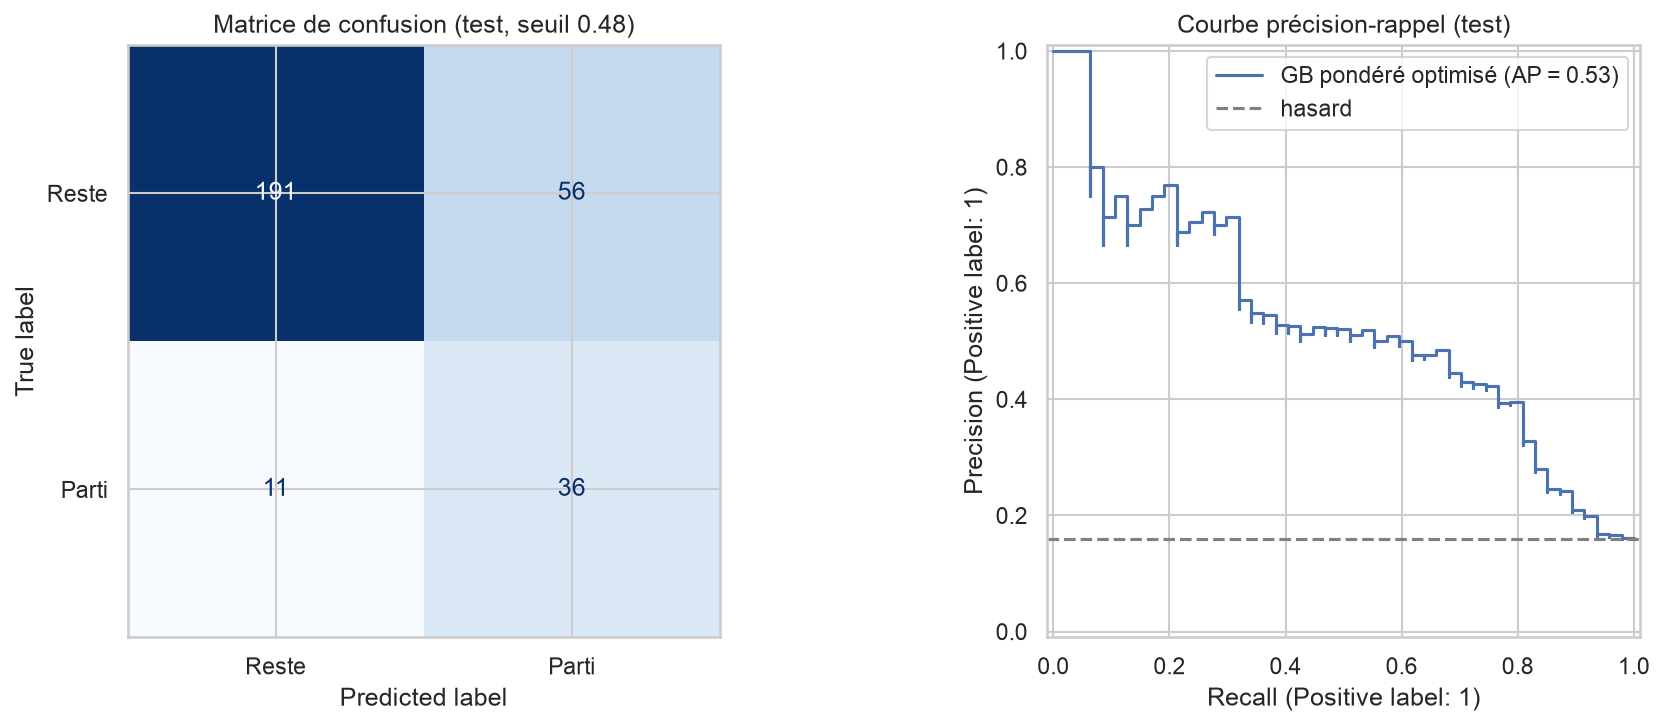 Matrice de confusion (test, seuil 0.48)
True label
Reste
191
56
Parti
11
36
Reste
Parti
Predicted label
Courbe précision-rappel (test)
GB pondéré optimisé (AP = 0.53)
hasard
Precision (Positive label: 1)
1.0
0.8
0.6
0.4
0.2
0.0
0.0
0.2
0.4
0.6
0.8
1.0
Recall (Positive label: 1)